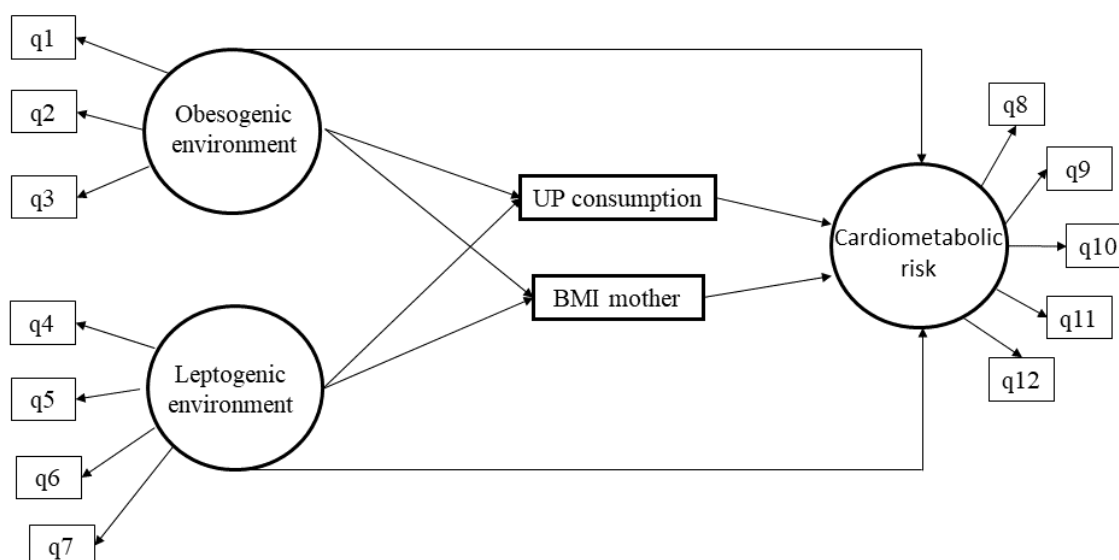 q1
q2
q3
Obesogenic
environment
q4
q5
q6
q7
Leptogenic
environment
UP consumption
BMI mother
Cardiometabolic
risk
q8
q9
q10
q11
q12